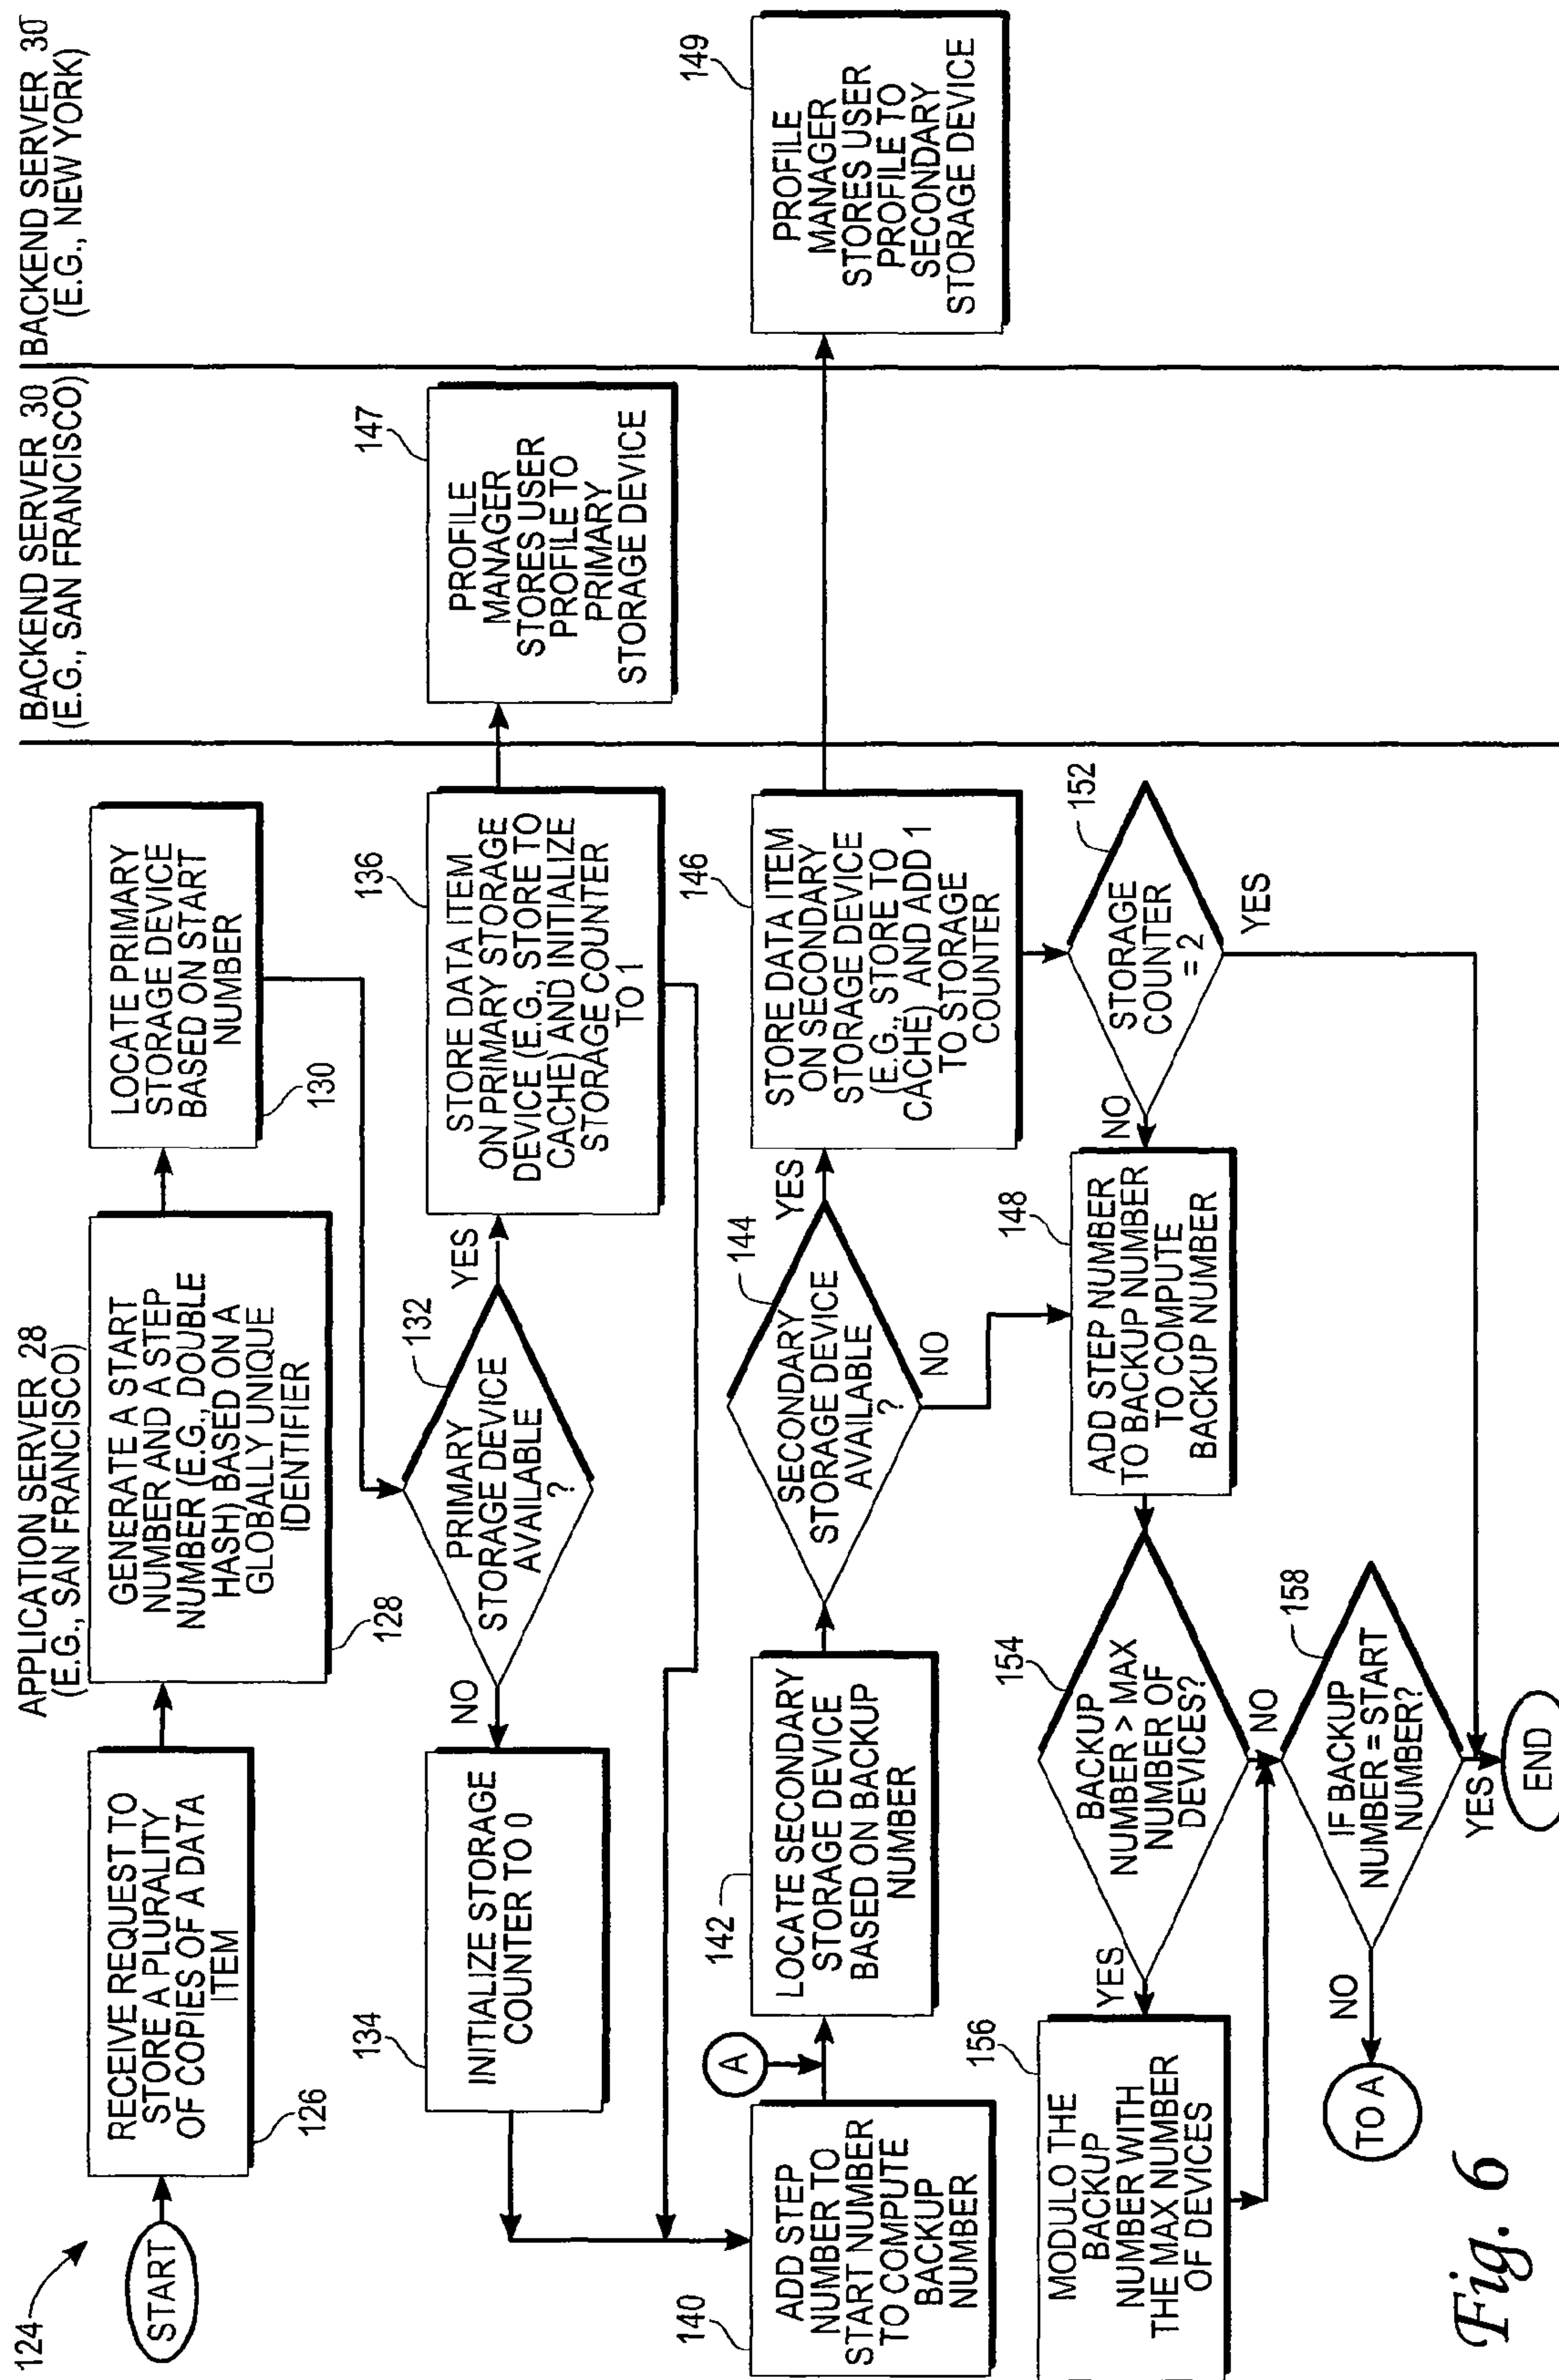 124
APPLICATION SERVER 28
(E.G., SAN FRANCISCO)
BACKEND SERVER 30
(E.G., SAN FRANCISCO)
BACKEND SERVER 30
(E.G., NEW YORK)
START
RECEIVE REQUEST TO
STORE A PLURALITY
OF COPIES OF A DATA
ITEM
126
GENERATE A START
NUMBER AND A STEP
NUMBER (E.G., DOUBLE
HASH) BASED ON A
GLOBALLY UNIQUE
IDENTIFIER
128
LOCATE PRIMARY
STORAGE DEVICE
BASED ON START
NUMBER
130
134
INITIALIZE STORAGE
COUNTER TO 0
NO
132
PRIMARY
STORAGE DEVICE
AVAILABLE
?
YES
136
STORE DATA ITEM
ON PRIMARY STORAGE
DEVICE (E.G., STORE TO
CACHE) AND INITIALIZE
STORAGE COUNTER
TO 1
147
PROFILE
MANAGER
STORES USER
PROFILE TO
PRIMARY
STORAGE DEVICE
140
ADD STEP
NUMBER TO
START NUMBER
TO COMPUTE
BACKUP
NUMBER
A
142
LOCATE SECONDARY
STORAGE DEVICE
BASED ON BACKUP
NUMBER
144
SECONDARY
STORAGE DEVICE
AVAILABLE
?
YES
NO
146
STORE DATA ITEM
ON SECONDARY
STORAGE DEVICE
(E.G., STORE TO
CACHE) AND ADD 1
TO STORAGE
COUNTER
149
PROFILE
MANAGER
STORES USER
PROFILE TO
SECONDARY
STORAGE DEVICE
156
MODULO THE
BACKUP
NUMBER WITH
THE MAX NUMBER
OF DEVICES
YES
154
BACKUP
NUMBER > MAX
NUMBER OF
DEVICES?
NO
148
ADD STEP NUMBER
TO BACKUP NUMBER
TO COMPUTE
BACKUP NUMBER
NO
152
STORAGE
COUNTER
= 2
YES
TO A
NO
158
IF BACKUP
NUMBER = START
NUMBER?
YES
END
Fig. 6